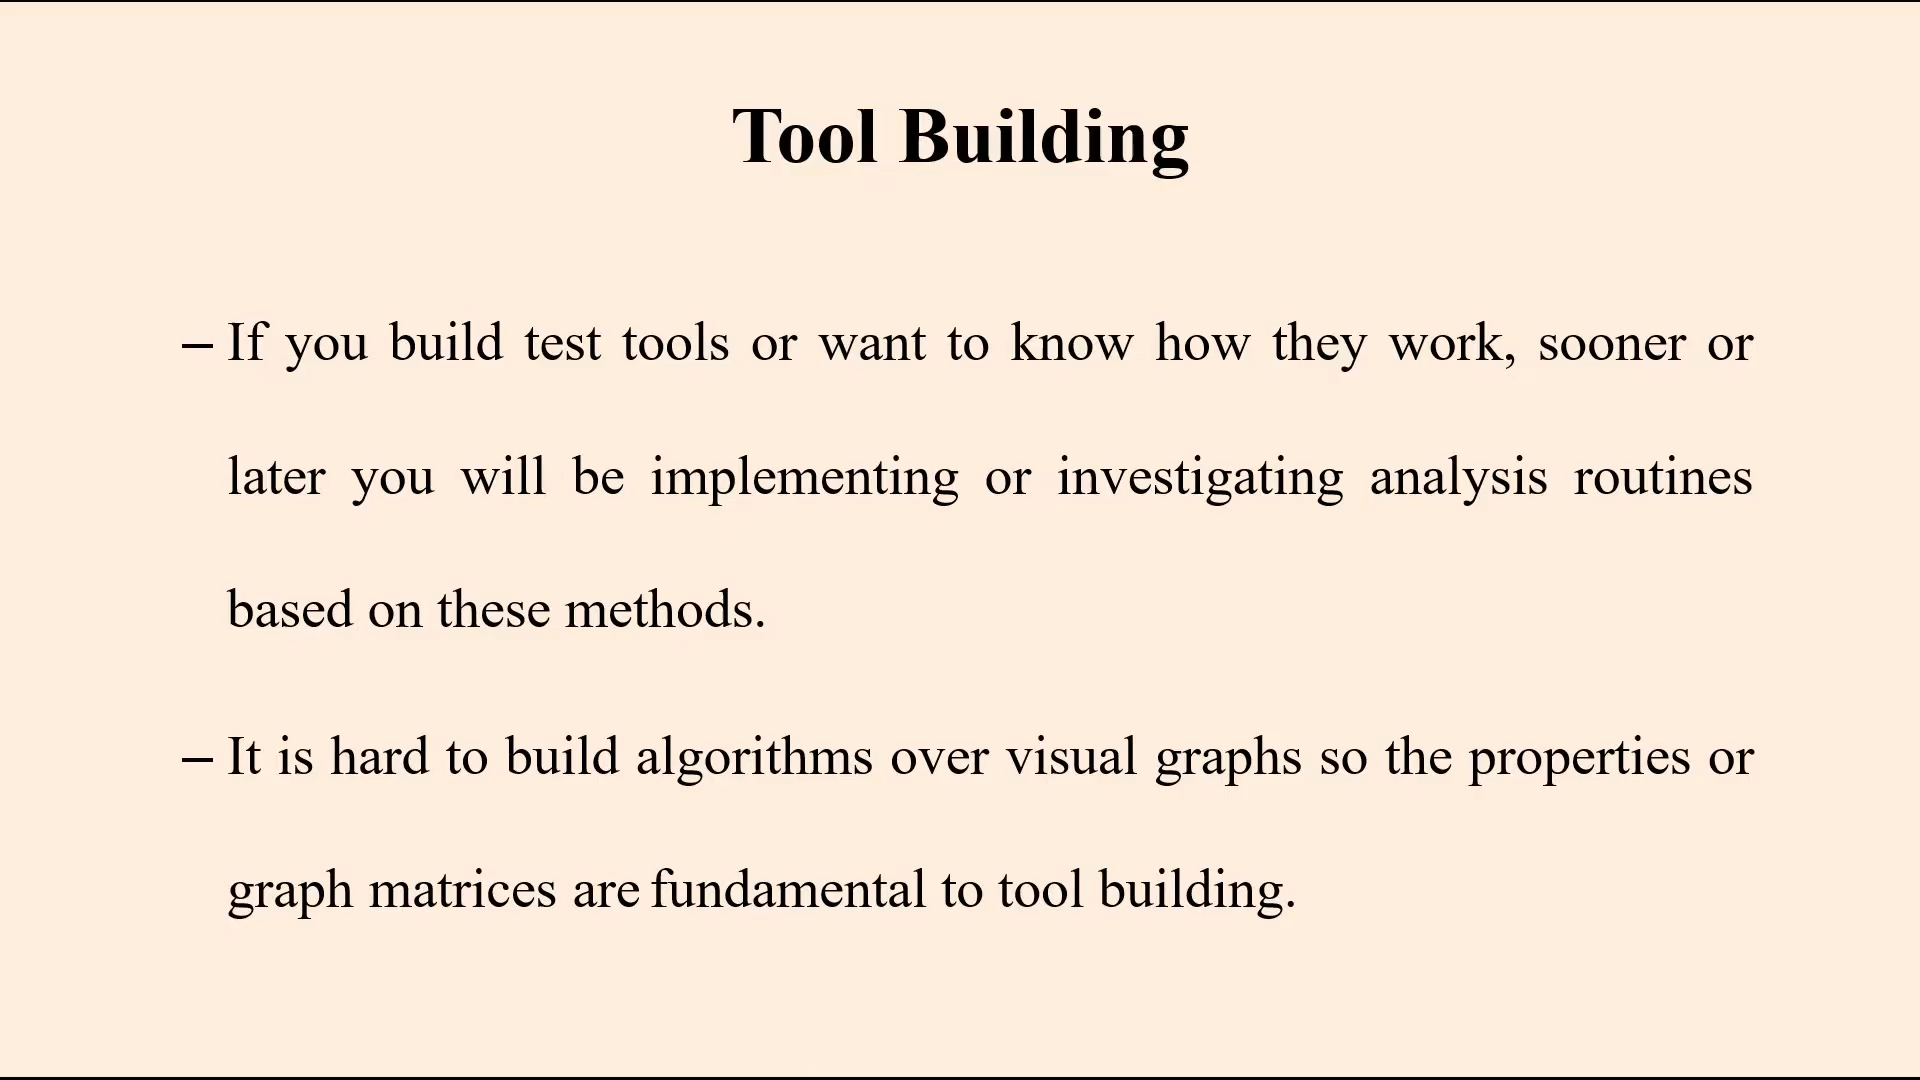 Tool Building
– If you build test tools or want to know how they work, sooner or
later you will be implementing or investigating analysis routines
based on these methods.
– It is hard to build algorithms over visual graphs so the properties or
graph matrices are fundamental to tool building.